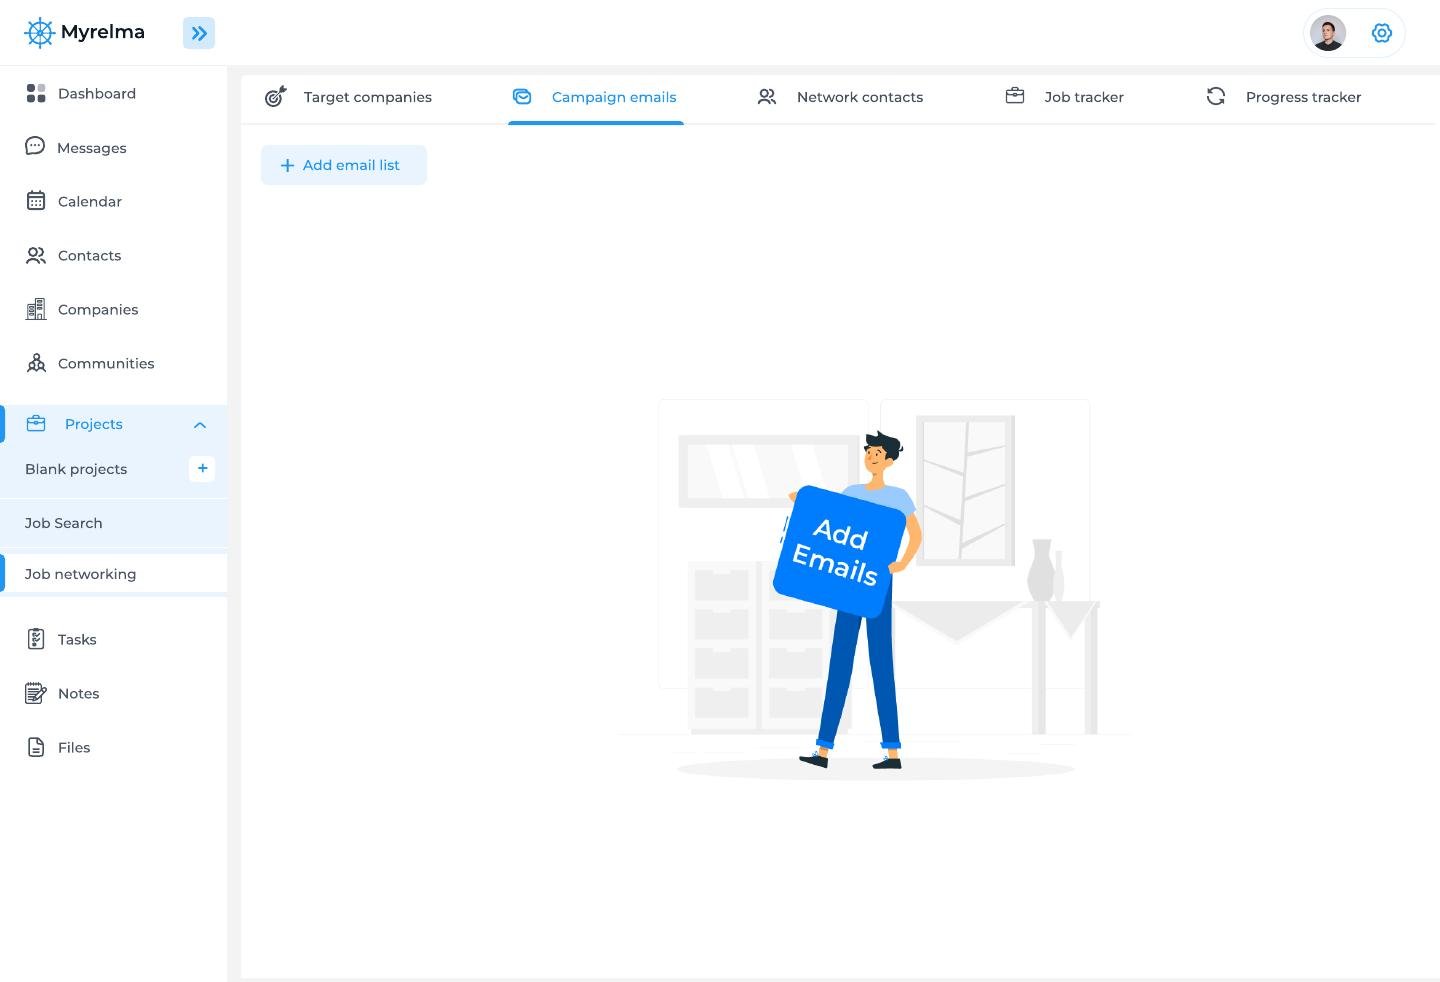 Myrelma
Dashboard
Messages
Calendar
Contacts
Companies
Communities
Projects
Blank projects
Job Search
Job networking
Tasks
Notes
Files
Target companies
Campaign emails
Network contacts
Job tracker
Progress tracker
+ Add email list
Add
Emails